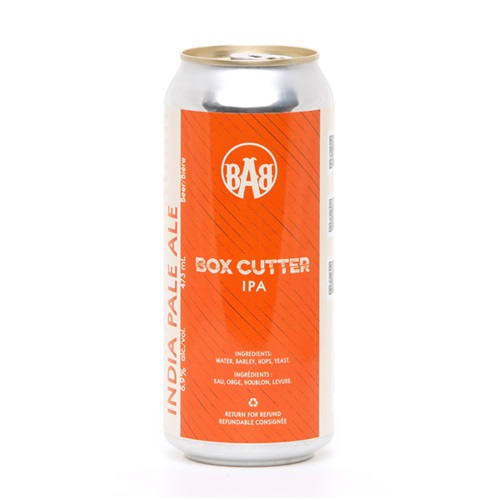 BAB
BOX CUTTER
IPA
INGREDIENTS:
WATER, BARLEY, HOPS, YEAST.
INGRÉDIENTS :
EAU, ORGE, HOUBLON, LEVURE.
RETURN FOR REFUND
REFUNDABLE CONSIGNÉE
INDIA PALE ALE
6.9% alc./vol. 473 mL Beer/Bière